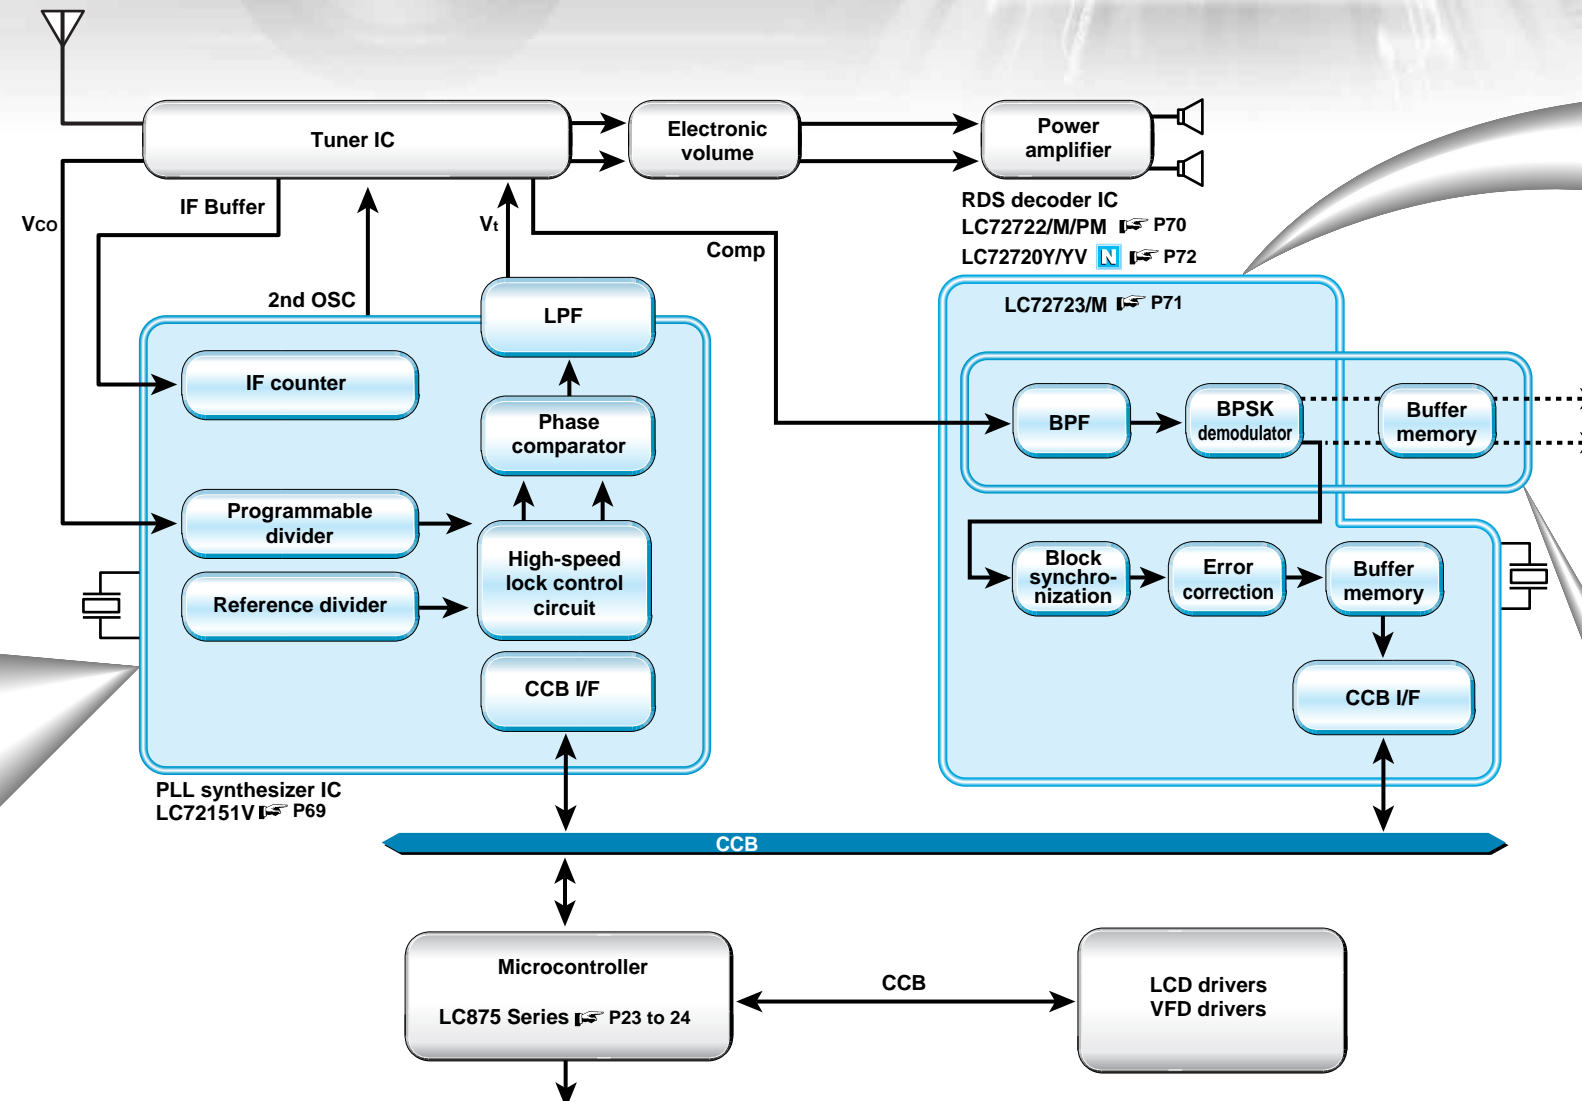 Tuner IC
Electronic
volume
Power
amplifier
VCO
IF Buffer
Vt
Comp
2nd OSC
RDS decoder IC
LC72722/M/PM ☞ P70
LC72720Y/YV N ☞ P72
LC72723/M ☞ P71
LPF
IF counter
Phase
comparator
BPF
BPSK
demodulator
Buffer
memory
Programmable
divider
High-speed
lock control
circuit
Reference divider
CCB I/F
Block
synchro-
nization
Error
correction
Buffer
memory
CCB I/F
PLL synthesizer IC
LC72151V ☞ P69
CCB
Microcontroller
LC875 Series ☞ P23 to 24
CCB
LCD drivers
VFD drivers